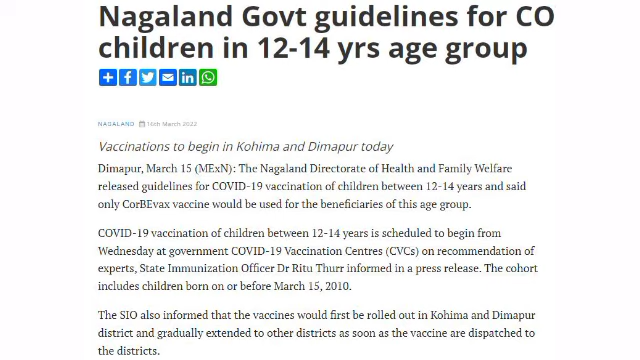 Nagaland Govt guidelines for CO
children in 12-14 yrs age group
NAGALAND 16th March 2022
Vaccinations to begin in Kohima and Dimapur today
Dimapur, March 15 (MExN): The Nagaland Directorate of Health and Family Welfare
released guidelines for COVID-19 vaccination of children between 12-14 years and said
only CorBEvax vaccine would be used for the beneficiaries of this age group.
COVID-19 vaccination of children between 12-14 years is scheduled to begin from
Wednesday at government COVID-19 Vaccination Centres (CVCs) on recommendation of
experts, State Immunization Officer Dr Ritu Thurr informed in a press release. The cohort
includes children born on or before March 15, 2010.
The SIO also informed that the vaccines would first be rolled out in Kohima and Dimapur
district and gradually extended to other districts as soon as the vaccine are dispatched to
the districts.